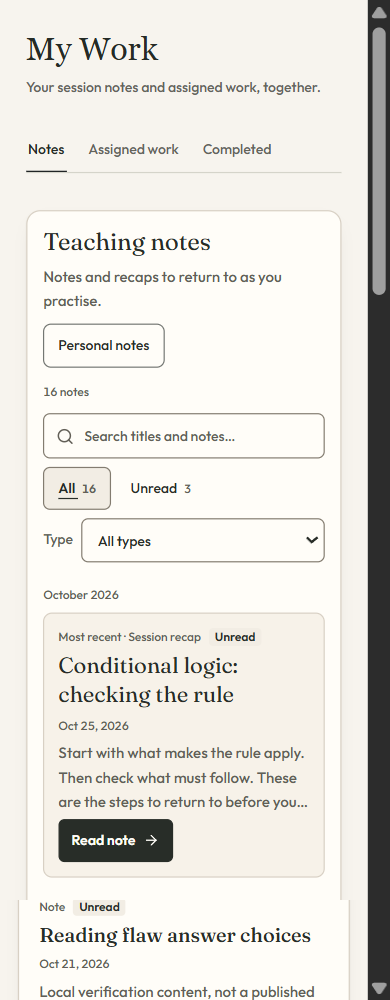 My Work
Your session notes and assigned work, together.
Notes Assigned work Completed
Teaching notes
Notes and recaps to return to as you
practise.
Personal notes
16 notes
Search titles and notes…
All 16 Unread 3
Type All types
October 2026
Most recent · Session recap Unread
Conditional logic:
checking the rule
Oct 25, 2026
Start with what makes the rule apply.
Then check what must follow. These
are the steps to return to before you…
Read note →
Note Unread
Reading flaw answer choices
Oct 21, 2026
Local verification content, not a published